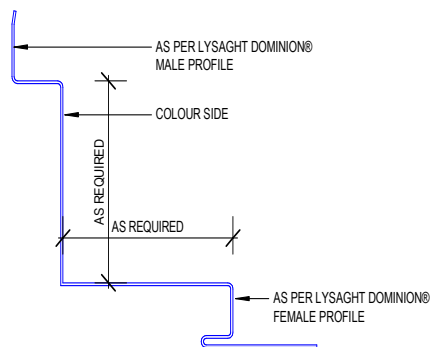 AS PER LYSAGHT DOMINION®
MALE PROFILE
COLOUR SIDE
AS REQUIRED
AS REQUIRED
AS PER LYSAGHT DOMINION®
FEMALE PROFILE